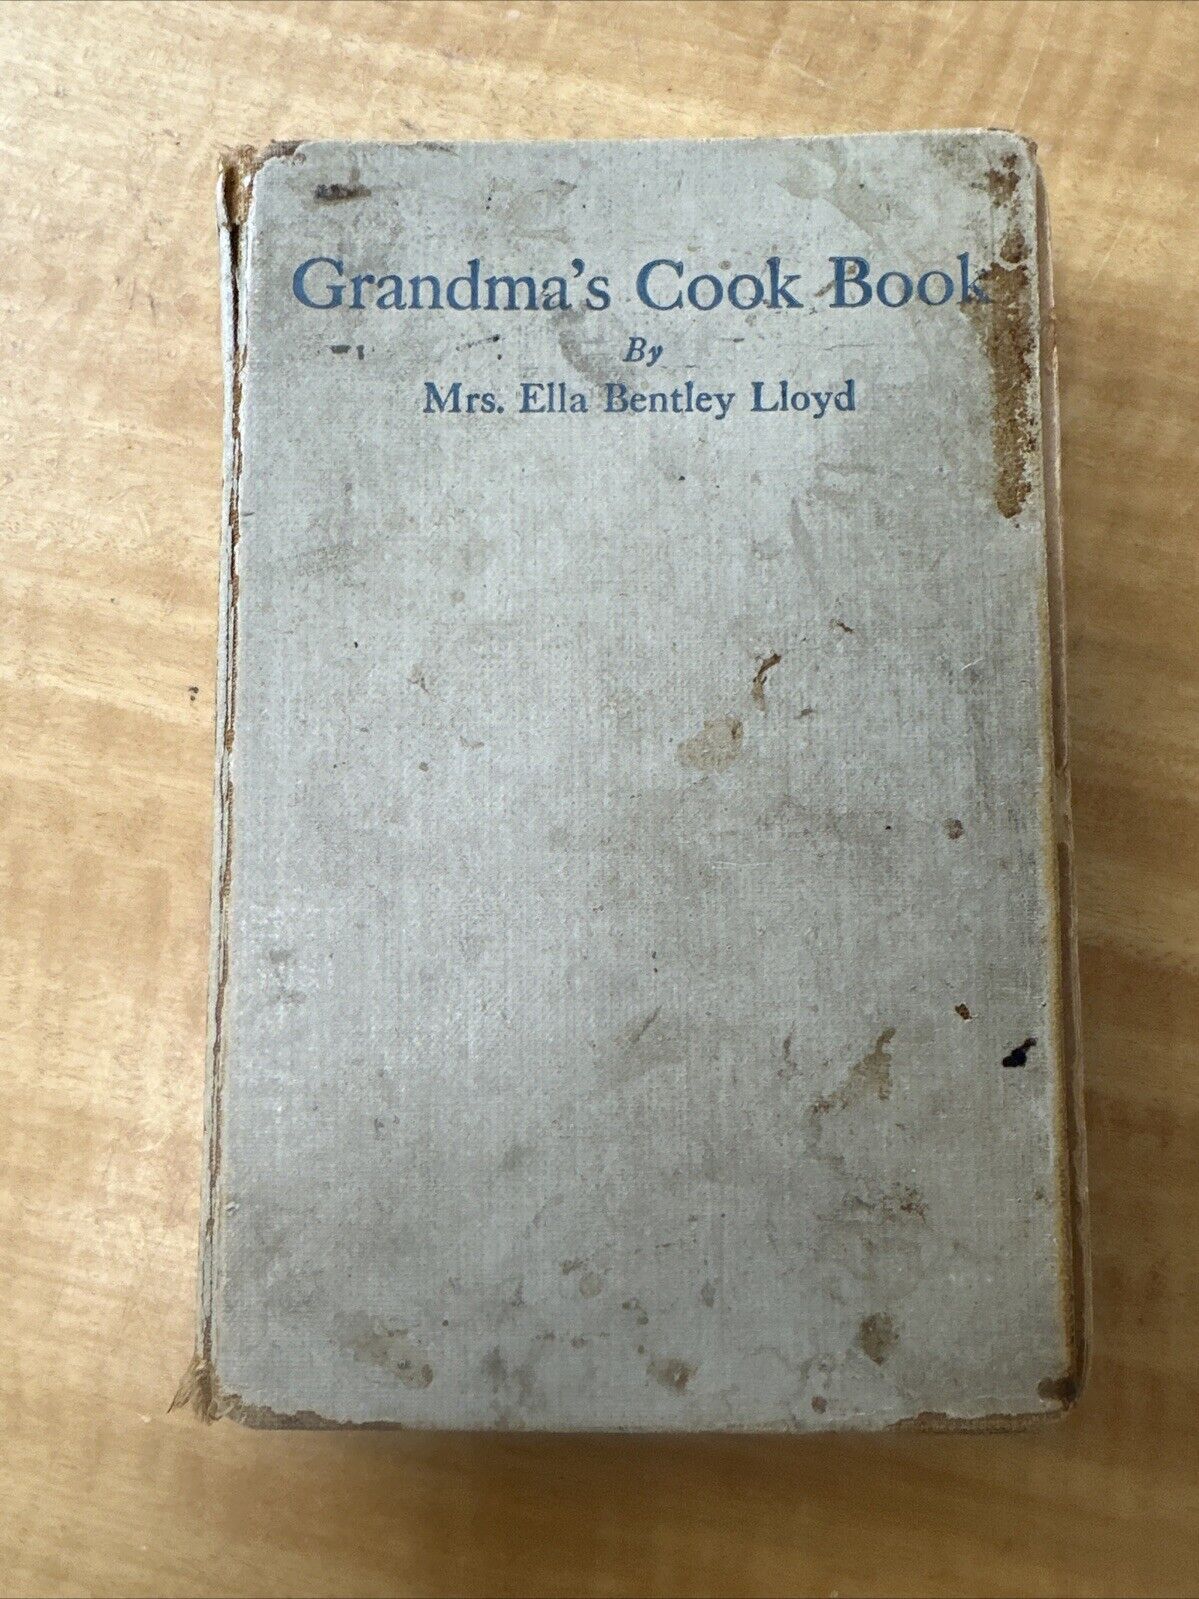 Grandma's Cook Book
By
Mrs. Ella Bentley Lloyd